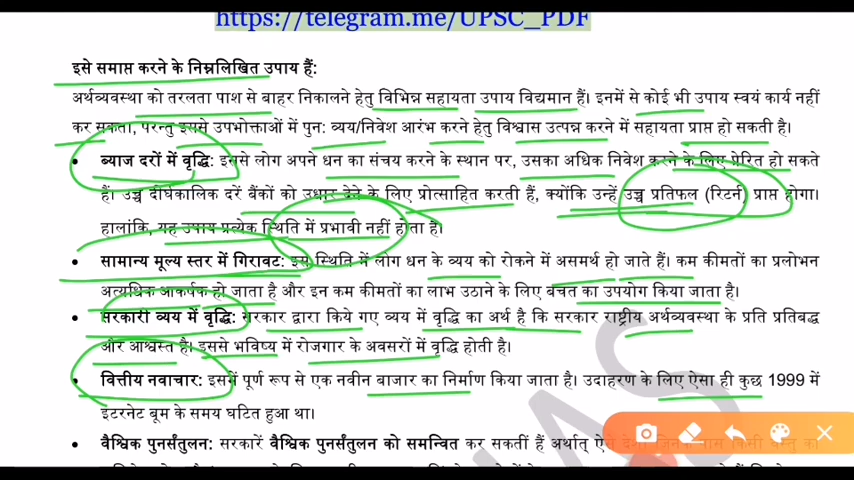 https://telegram.me/UPSC_PDF
इसे समाप्त करने के निम्नलिखित उपाय हैं:
अर्थव्यवस्था को तरलता पाश से बाहर निकालने हेतु विभिन्न सहायता उपाय विद्यमान हैं। इनमें से कोई भी उपाय स्वयं कार्य नहीं
कर सकता, परन्तु इससे उपभोक्ताओं में पुन: व्यय/निवेश आरंभ करने हेतु विश्वास उत्पन्न करने में सहायता प्राप्त हो सकती है।
• ब्याज दरों में वृद्धि: इससे लोग अपने धन का संचय करने के स्थान पर, उसका अधिक निवेश करने के लिए प्रेरित हो सकते
हैं। उच्च दीर्घकालिक दरें बैंकों को उधार देने के लिए प्रोत्साहित करती हैं, क्योंकि उन्हें उच्च प्रतिफल (रिटर्न) प्राप्त होगा।
हालांकि, यह उपाय प्रत्येक स्थिति में प्रभावी नहीं होता है।
• सामान्य मूल्य स्तर में गिरावट: इस स्थिति में लोग धन के व्यय को रोकने में असमर्थ हो जाते हैं। कम कीमतों का प्रलोभन
अत्यधिक आकर्षक हो जाता है और इन कम कीमतों का लाभ उठाने के लिए बचत का उपयोग किया जाता है।
• सरकारी व्यय में वृद्धि: सरकार द्वारा किये गए व्यय में वृद्धि का अर्थ है कि सरकार राष्ट्रीय अर्थव्यवस्था के प्रति प्रतिबद्ध
और आश्वस्त है। इससे भविष्य में रोजगार के अवसरों में वृद्धि होती है।
• वित्तीय नवाचार: इसमें पूर्ण रूप से एक नवीन बाजार का निर्माण किया जाता है। उदाहरण के लिए ऐसा ही कुछ 1999 में
इंटरनेट बूम के समय घटित हुआ था।
• वैश्विक पुनर्संतुलन: सरकारें वैश्विक पुनर्संतुलन को समन्वित कर सकतीं हैं अर्थात् ऐसे